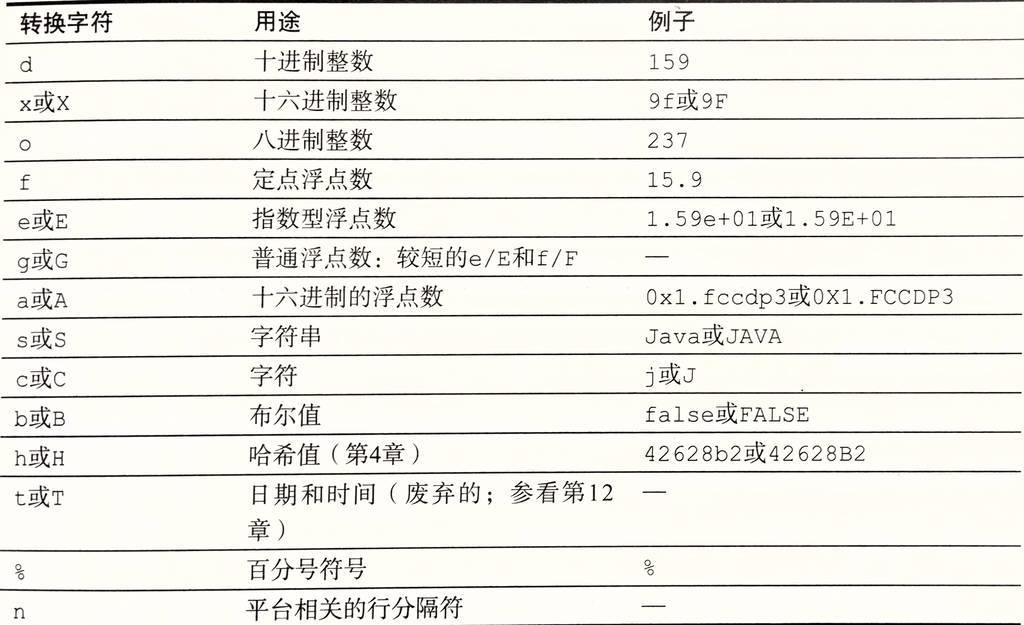 转换字符 用途 例子
d 十进制整数 159
x或X 十六进制整数 9f或9F
o 八进制整数 237
f 定点浮点数 15.9
e或E 指数型浮点数 1.59e+01或1.59E+01
g或G 普通浮点数：较短的e/E和f/F —
a或A 十六进制的浮点数 0x1.fccdp3或0X1.FCCDP3
s或S 字符串 Java或JAVA
c或C 字符 j或J
b或B 布尔值 false或FALSE
h或H 哈希值（第4章） 42628b2或42628B2
t或T 日期和时间（废弃的；参看第12 —
章）
% 百分号符号 %
n 平台相关的行分隔符 —